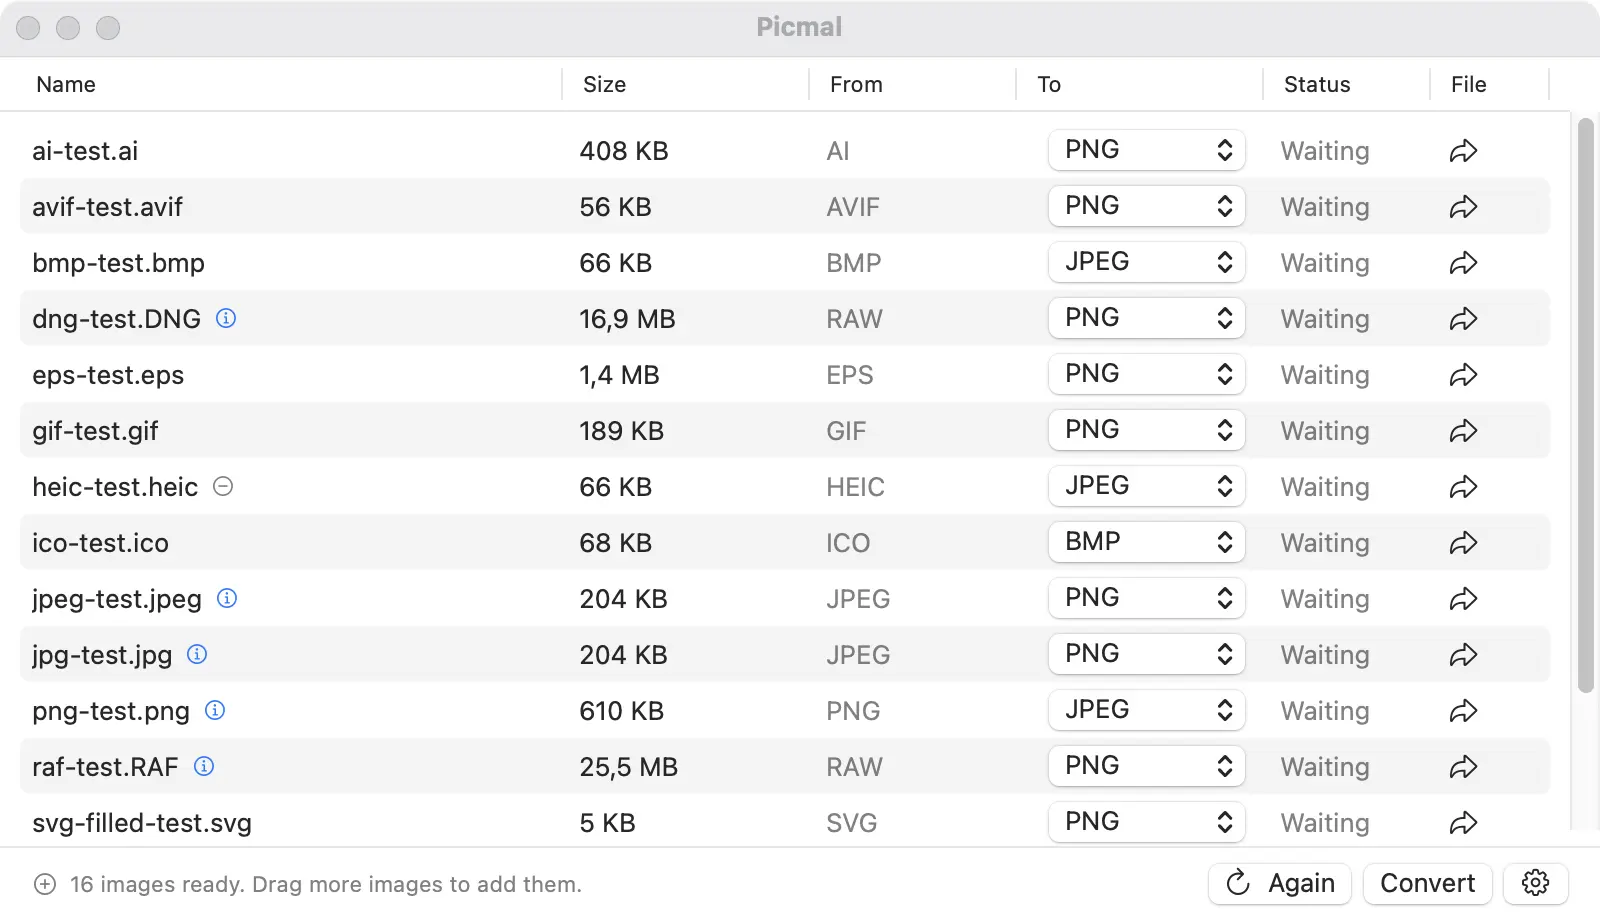 Picmal
Name Size From To Status File
ai-test.ai 408 KB AI PNG Waiting
avif-test.avif 56 KB AVIF PNG Waiting
bmp-test.bmp 66 KB BMP JPEG Waiting
dng-test.DNG 16,9 MB RAW PNG Waiting
eps-test.eps 1,4 MB EPS PNG Waiting
gif-test.gif 189 KB GIF PNG Waiting
heic-test.heic 66 KB HEIC JPEG Waiting
ico-test.ico 68 KB ICO BMP Waiting
jpeg-test.jpeg 204 KB JPEG PNG Waiting
jpg-test.jpg 204 KB JPEG PNG Waiting
png-test.png 610 KB PNG JPEG Waiting
raf-test.RAF 25,5 MB RAW PNG Waiting
svg-filled-test.svg 5 KB SVG PNG Waiting
16 images ready. Drag more images to add them. Again Convert